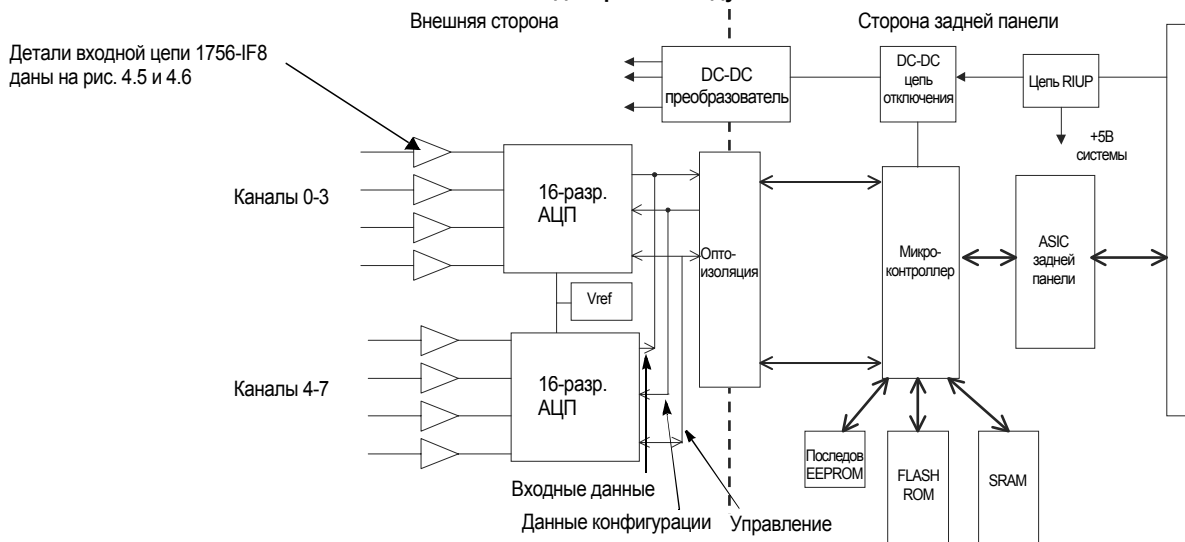 Внешняя сторона
Сторона задней панели
Детали входной цепи 1756-IF8
даны на рис. 4.5 и 4.6
DC-DC
преобразователь
DC-DC
цепь
отключения
Цепь RIUP
+5В
системы
Каналы 0-3
16-разр.
АЦП
Опто-
изоляция
Микро-
контроллер
ASIC
задней
панели
Vref
Каналы 4-7
16-разр.
АЦП
Последов
EEPROM
FLASH
ROM
SRAM
Входные данные
Данные конфигурации
Управление